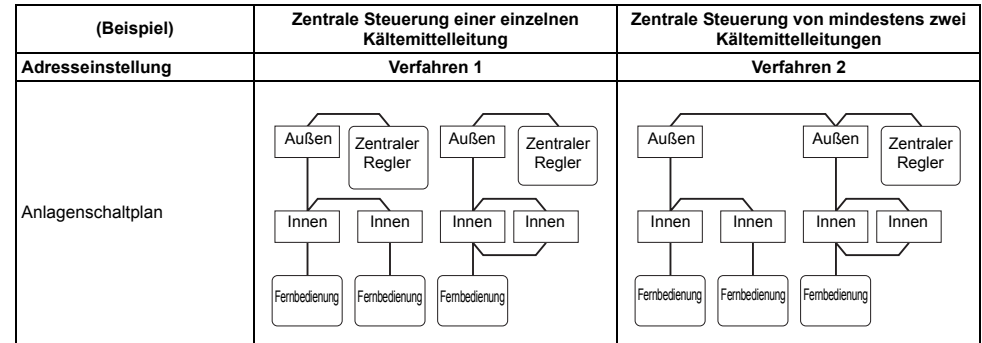 (Beispiel)
Zentrale Steuerung einer einzelnen
Kältemittelleitung
Zentrale Steuerung von mindestens zwei
Kältemittelleitungen
Adresseinstellung
Verfahren 1
Verfahren 2
Anlagenschaltplan
Außen
Zentraler
Regler
Außen
Zentraler
Regler
Innen
Innen
Innen
Innen
Fernbedienung
Fernbedienung
Fernbedienung
Außen
Außen
Zentraler
Regler
Innen
Innen
Innen
Innen
Fernbedienung
Fernbedienung
Fernbedienung